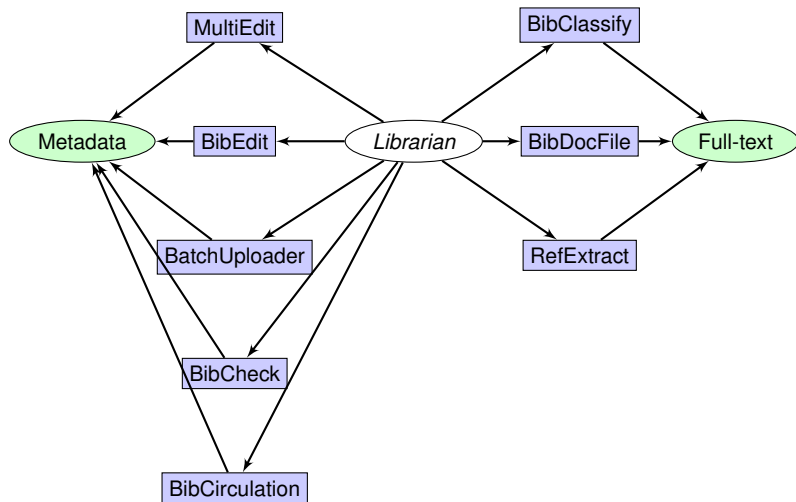 MultiEdit
BibClassify
Metadata
BibEdit
Librarian
BibDocFile
Full-text
BatchUploader
RefExtract
BibCheck
BibCirculation